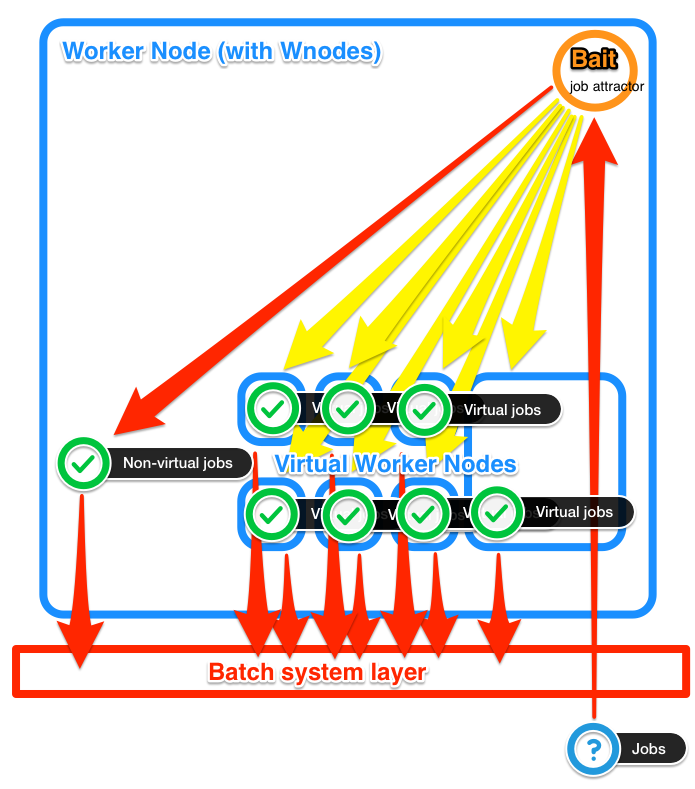 Worker Node (with Wnodes)
Bait
job attractor
Virtual jobs
Non-virtual jobs
Virtual Worker Nodes
Virtual jobs
Batch system layer
?
Jobs